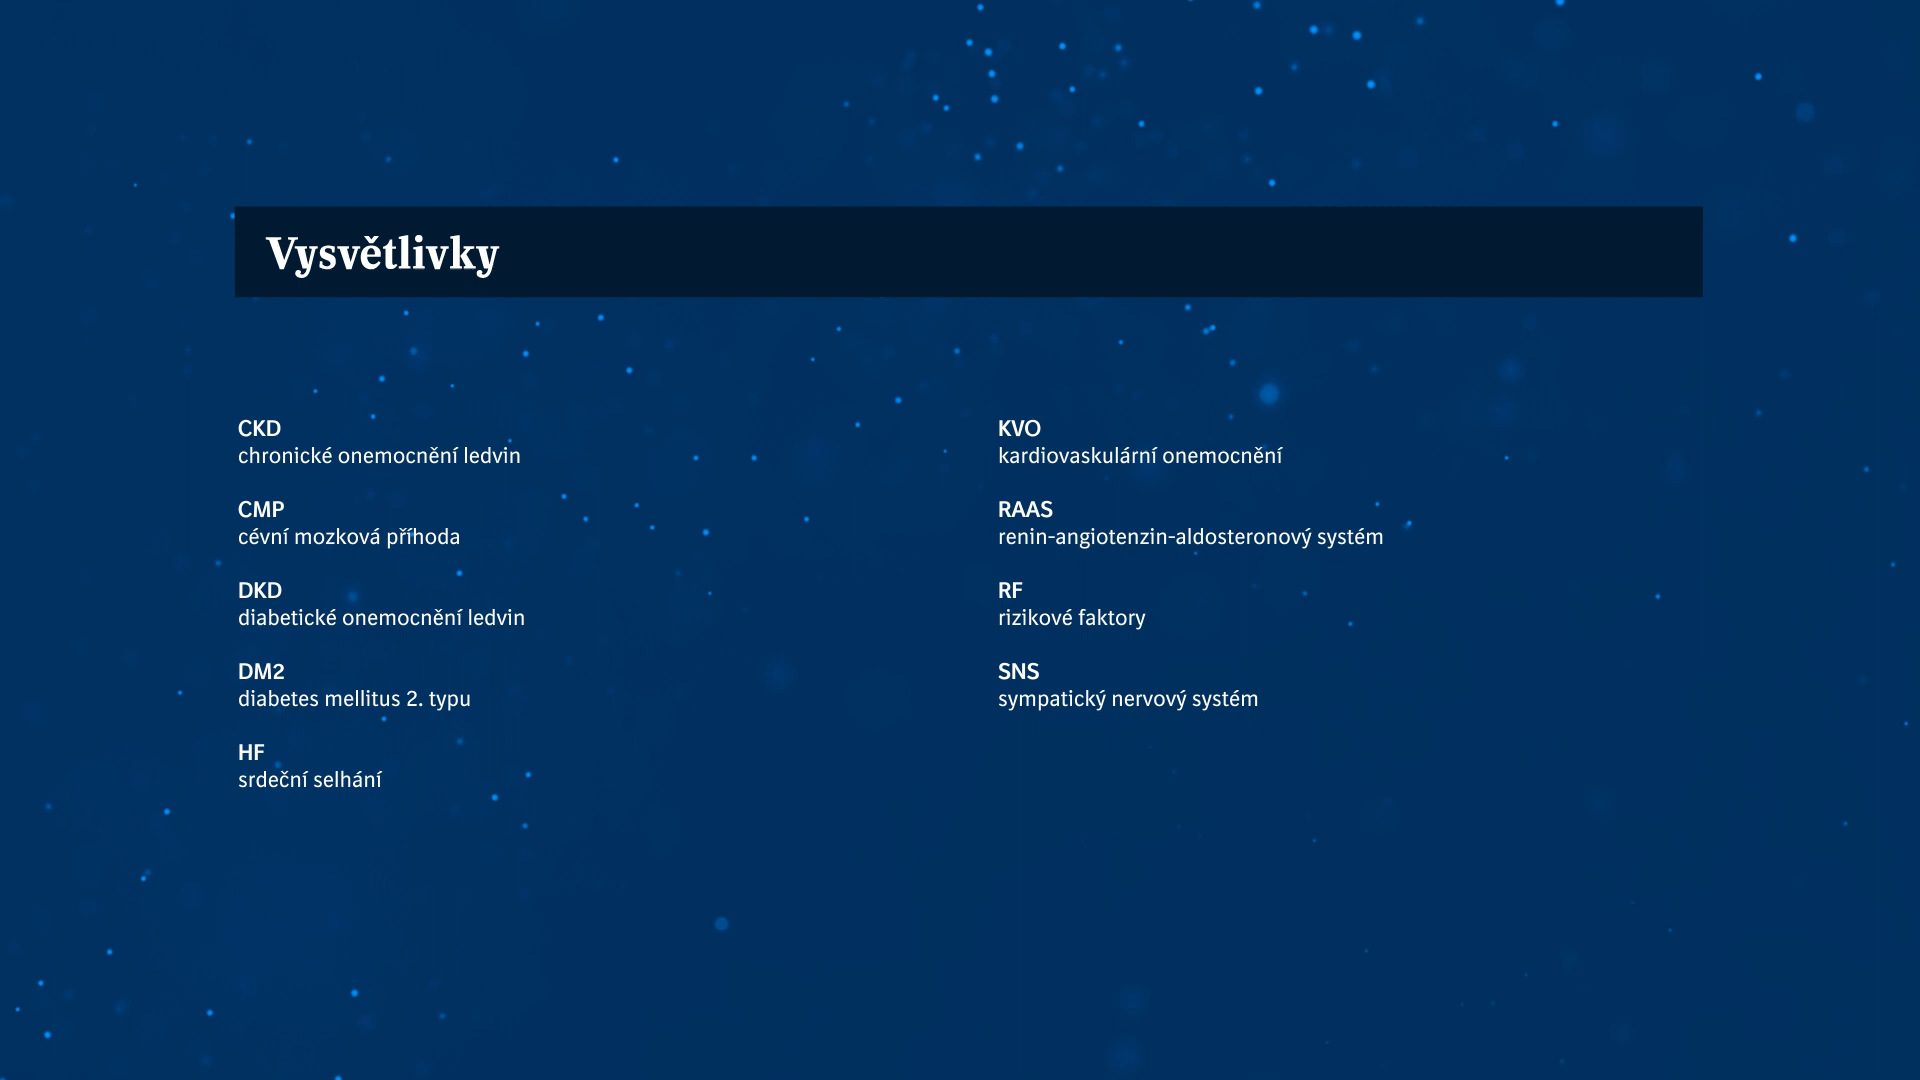 Vysvětlivky
CKD
chronické onemocnění ledvin
CMP
cévní mozková příhoda
DKD
diabetické onemocnění ledvin
DM2
diabetes mellitus 2. typu
HF
srdeční selhání
KVO
kardiovaskulární onemocnění
RAAS
renin-angiotenzin-aldosteronový systém
RF
rizikové faktory
SNS
sympatický nervový systém